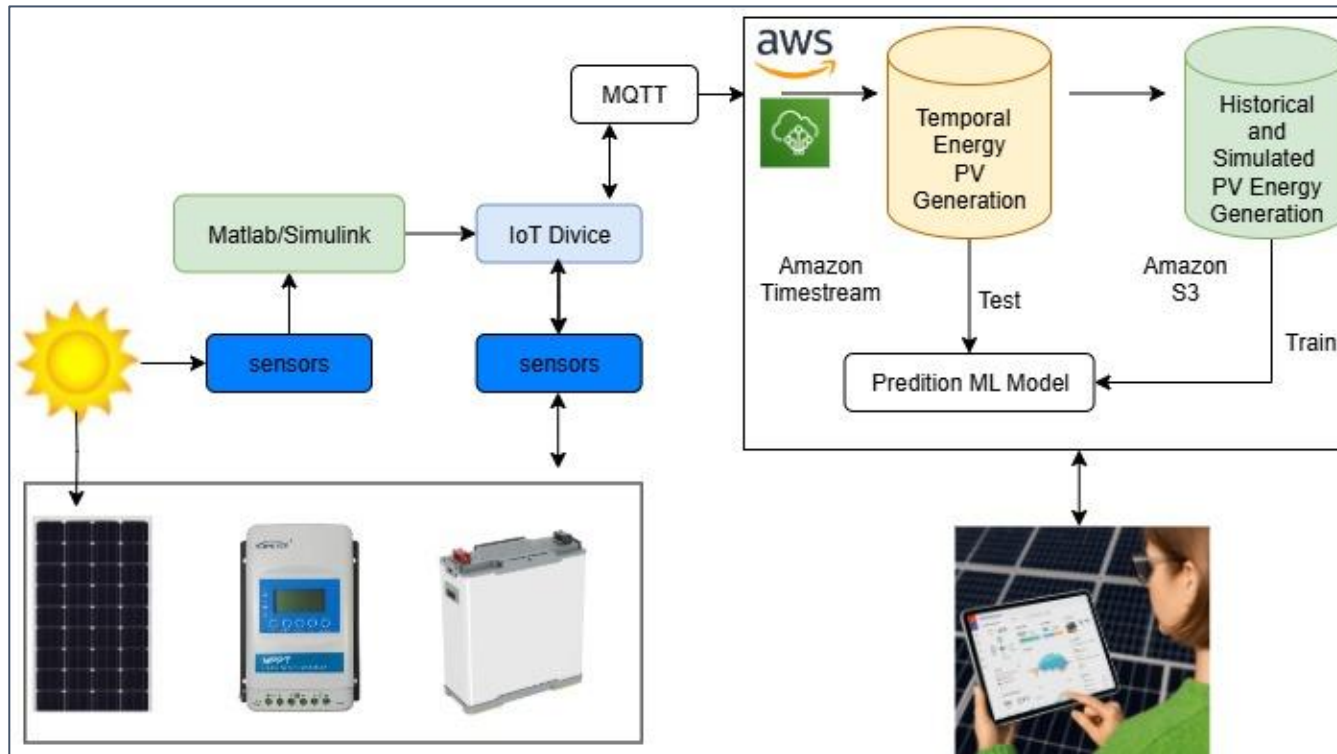 MQTT
aws
Temporal
Energy
PV
Generation
Historical
and
Simulated
PV Energy
Generation
Matlab/Simulink
IoT Divice
Amazon
Timestream
Amazon
S3
Test
Train
sensors
sensors
Predition ML Model
MPPT